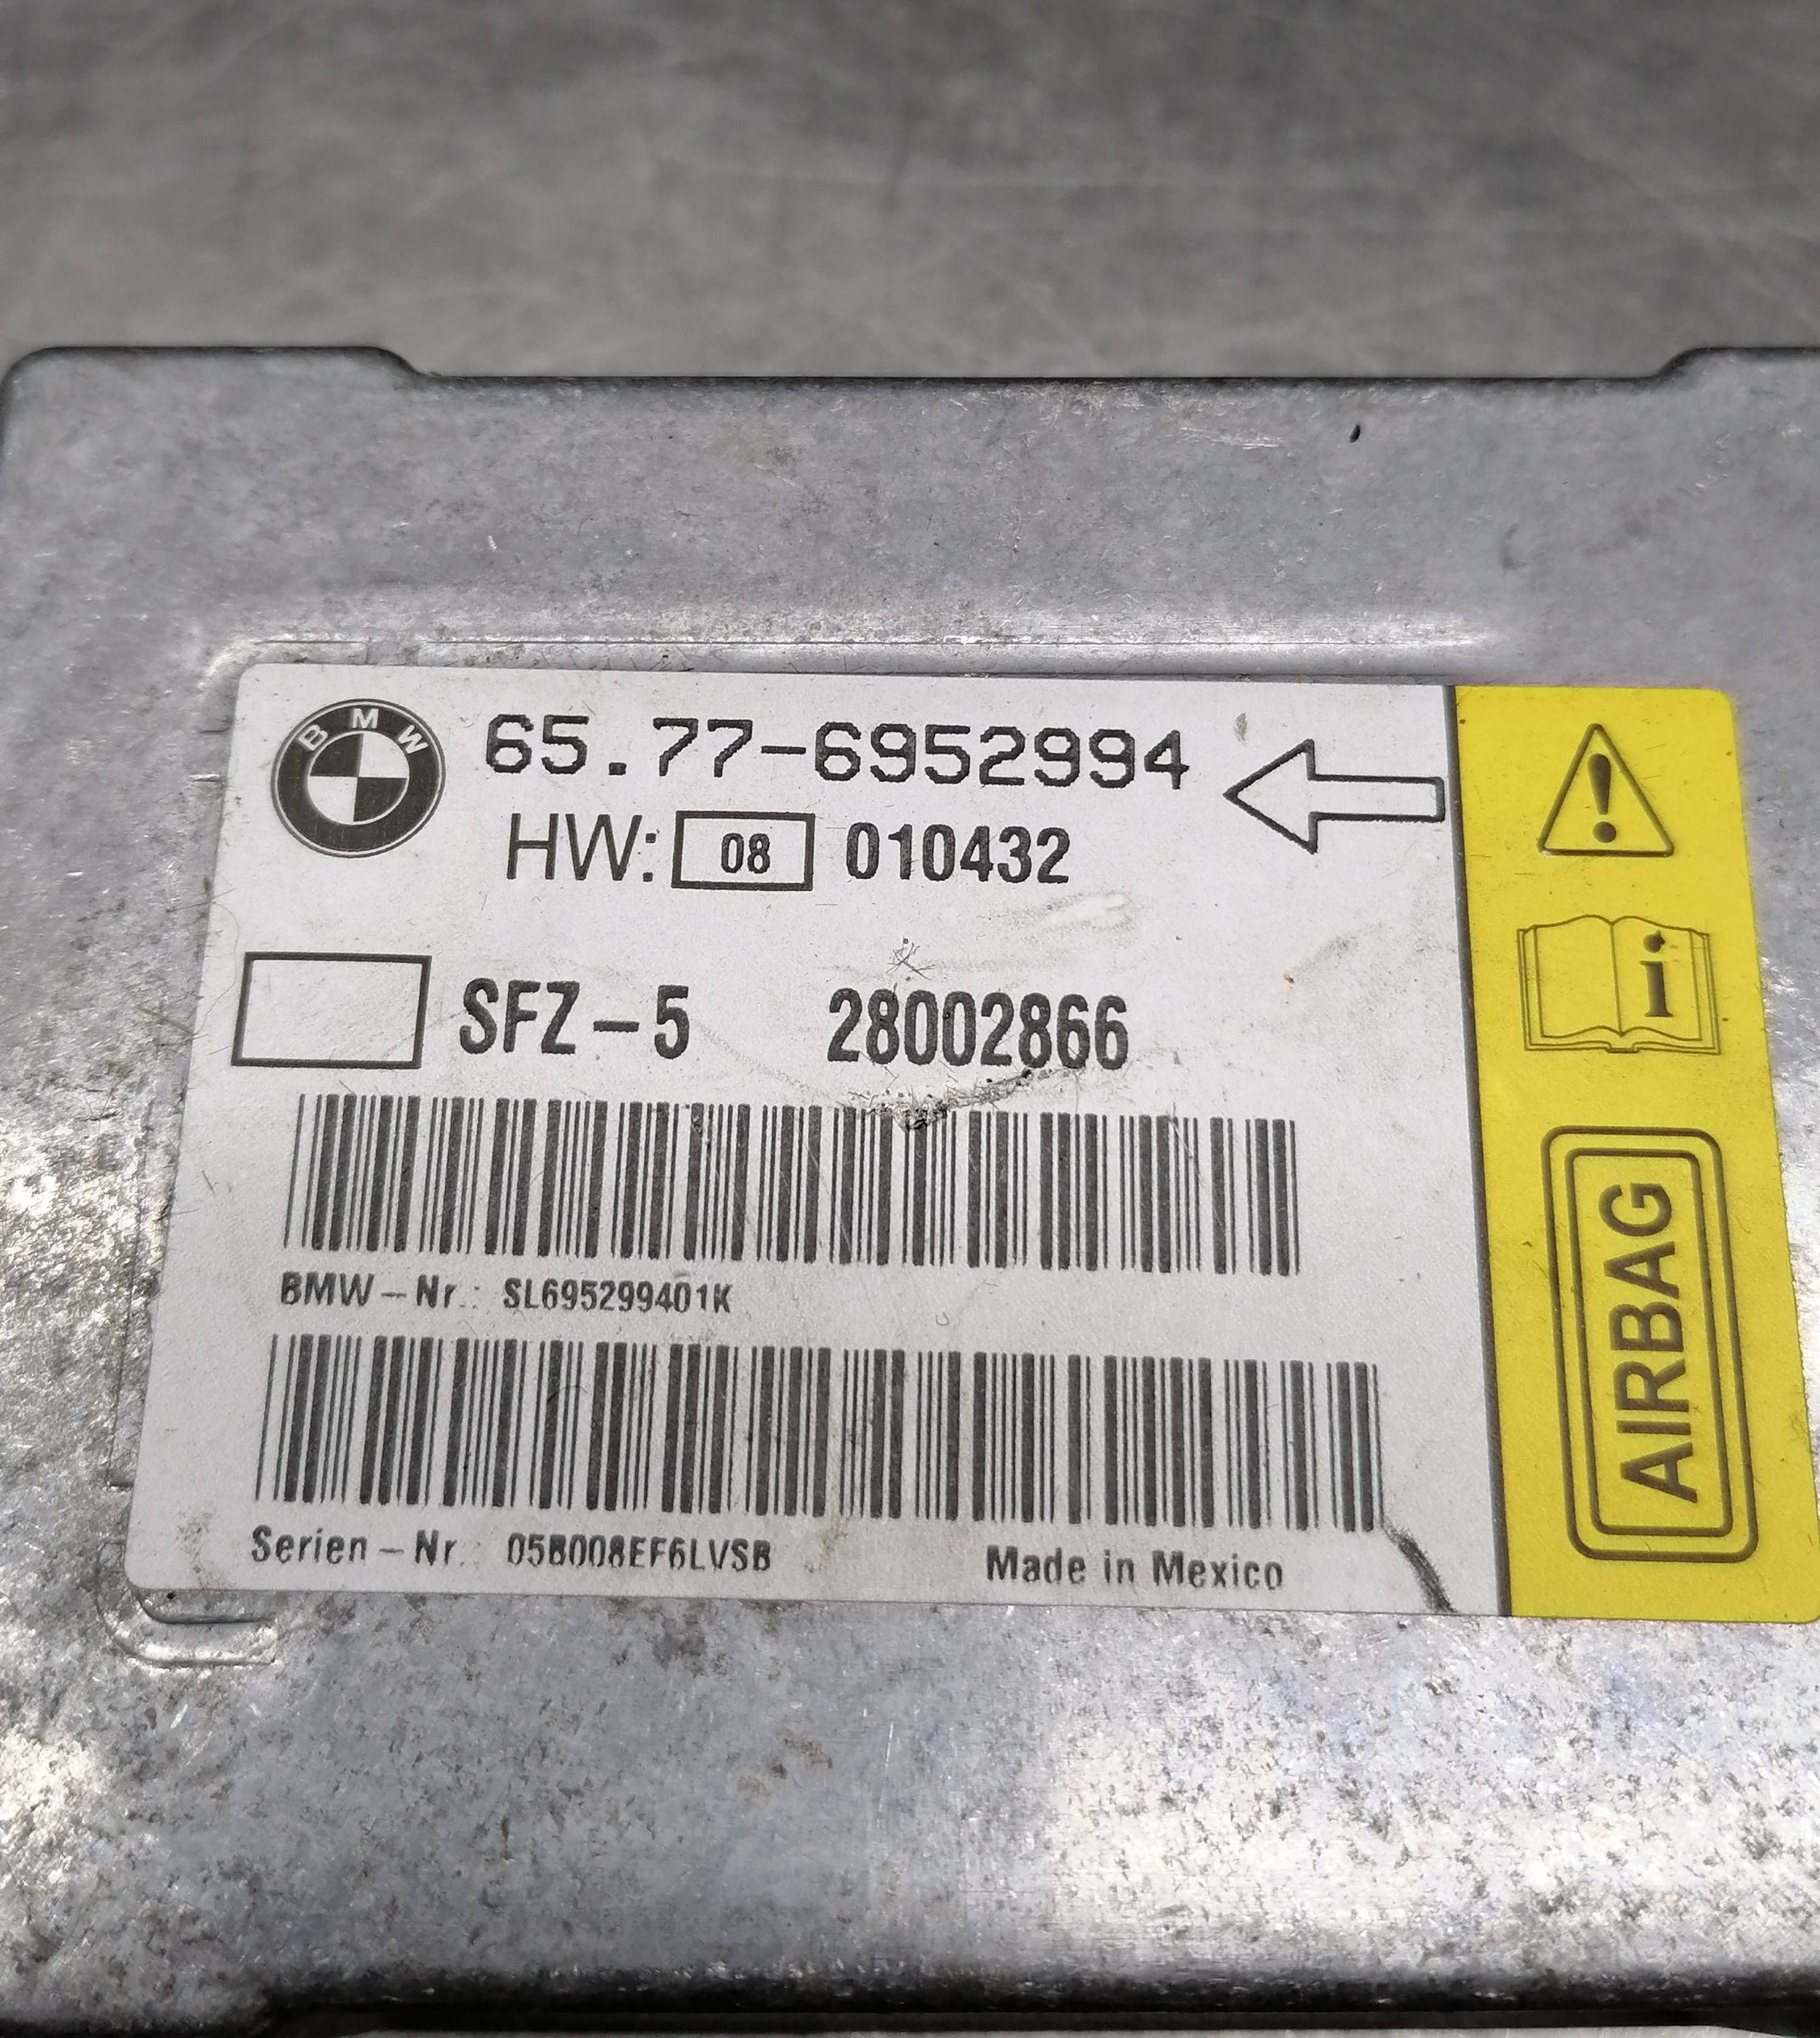 BMW
65.77-6952994
HW: 08 010432
SFZ-5 28002866
BMW-Nr.: SL695299401K
Serien-Nr. 05B008EF6LVSB
Made in Mexico
i
AIRBAG